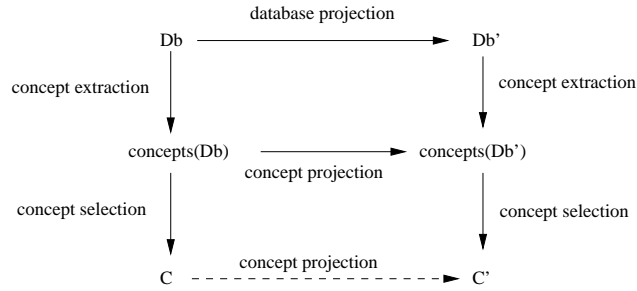 database projection
Db
Db’
concept extraction
concept extraction
concepts(Db)
concepts(Db’)
concept projection
concept selection
concept selection
concept projection
C
C’